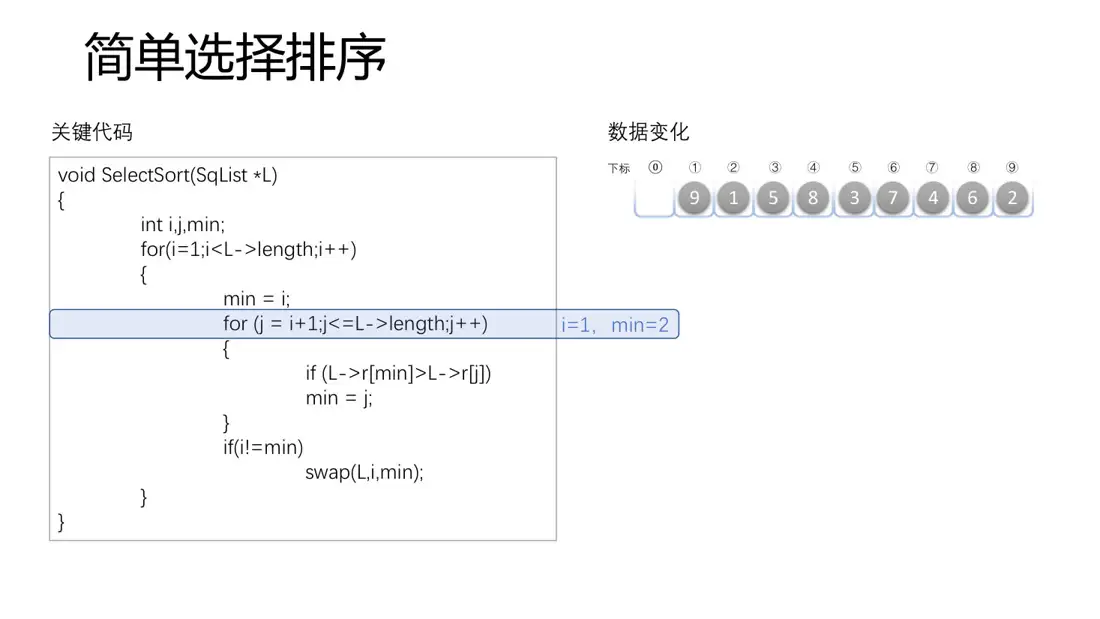 简单选择排序
关键代码
void SelectSort(SqList *L)
{
int i,j,min;
for(i=1;i<L->length;i++)
{
min = i;
for (j = i+1;j<=L->length;j++)
{
if (L->r[min]>L->r[j])
min = j;
}
if(i!=min)
swap(L,i,min);
}
}
i=1，min=2
数据变化
下标 ⓪ ① ② ③ ④ ⑤ ⑥ ⑦ ⑧ ⑨
9 1 5 8 3 7 4 6 2